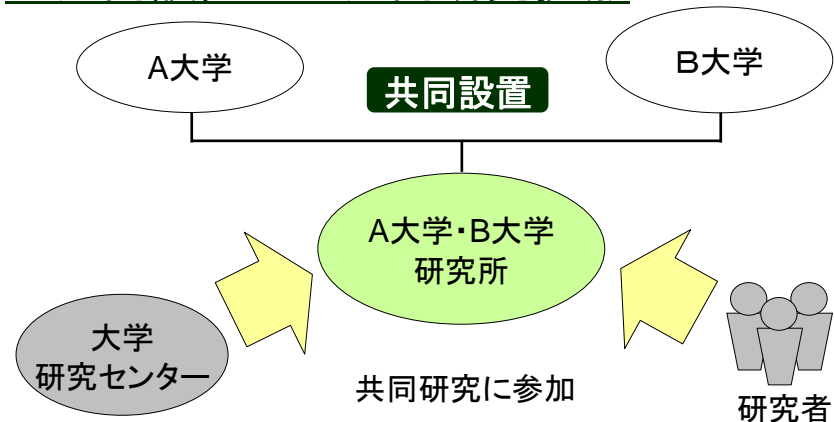 A大学
B大学
共同設置
A大学・B大学
研究所
大学
研究センター
共同研究に参加
研究者